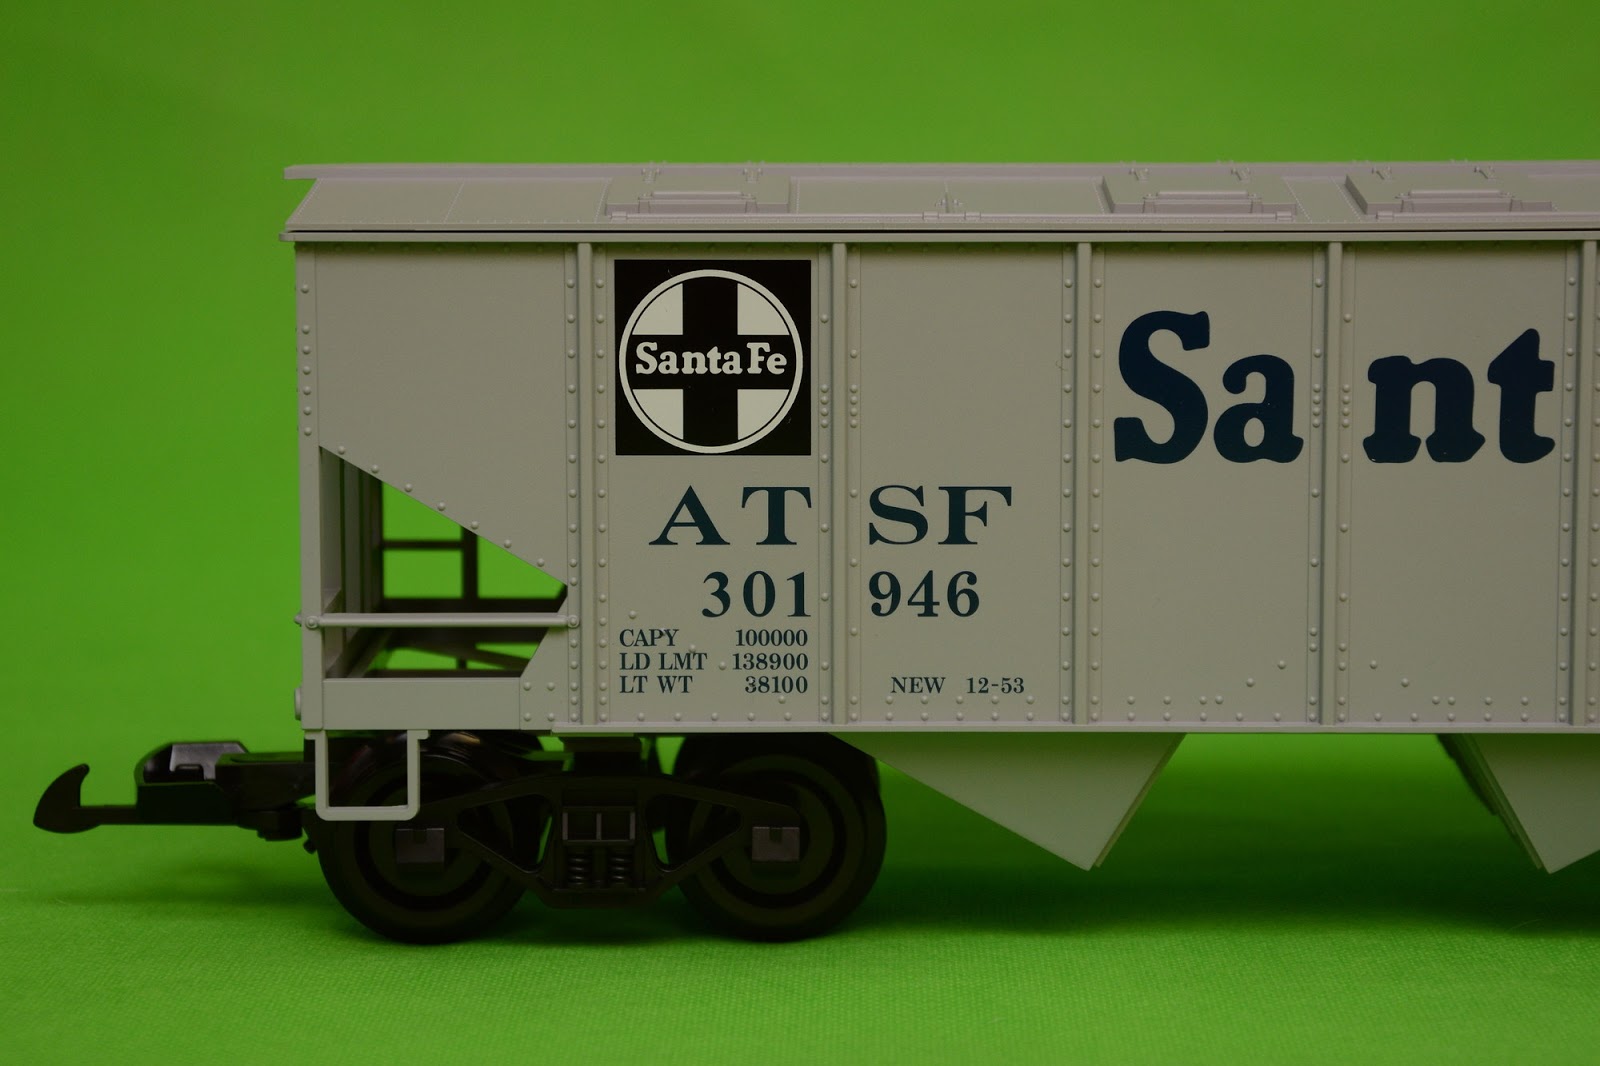 Santa Fe
Sant
AT SF
301 946
CAPY 100000
LD LMT 138900
LT WT 38100
NEW 12-53